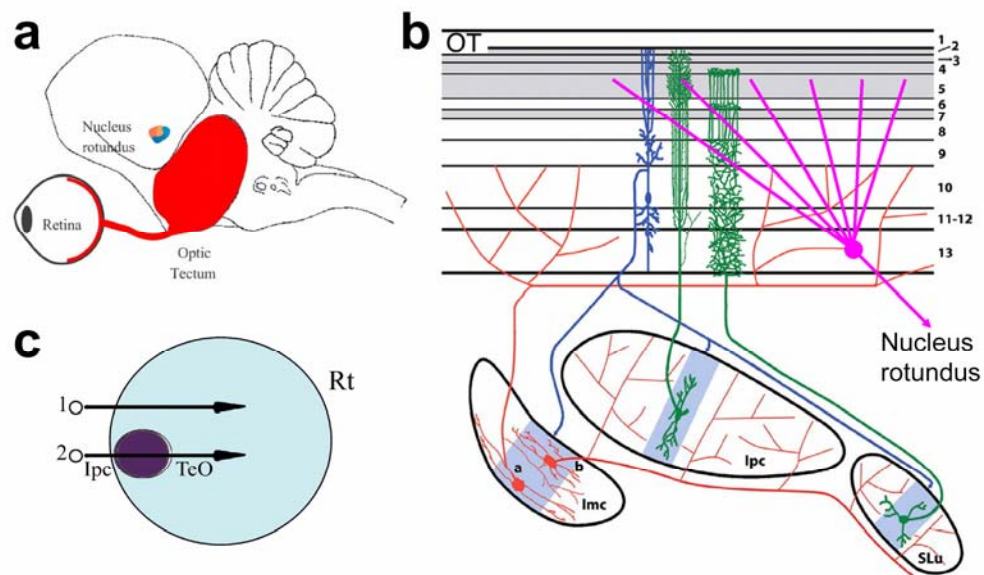 a
Nucleus
rotundus
Retina
Optic
Tectum
b
OT
1
2
3
4
5
6
7
8
9
10
11-12
13
Nucleus
rotundus
a
b
Imc
Ipc
SLu
c
Rt
1
2
Ipc
TeO